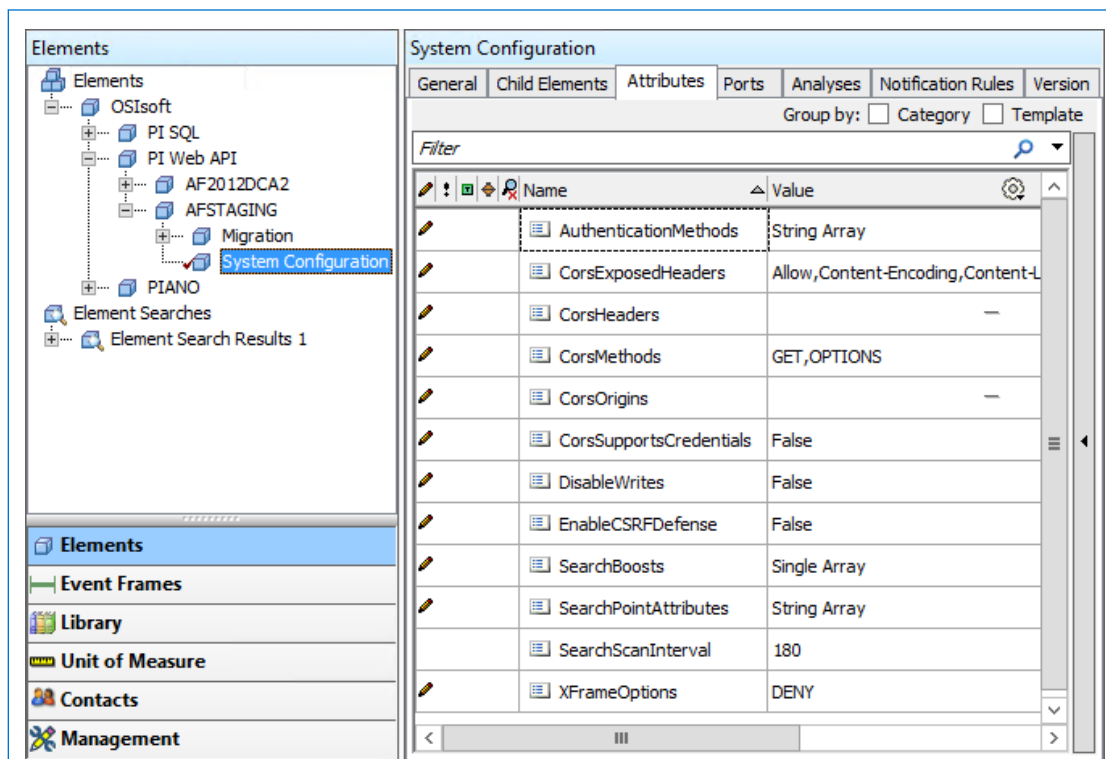 Elements
Elements
OSIsoft
PI SQL
PI Web API
AF2012DCA2
AFSTAGING
Migration
System Configuration
PIANO
Element Searches
Element Search Results 1
Elements
Event Frames
Library
Unit of Measure
Contacts
Management
System Configuration
General Child Elements Attributes Ports Analyses Notification Rules Version
Group by: Category Template
Filter
Name Value
AuthenticationMethods String Array
CorsExposedHeaders Allow,Content-Encoding,Content-L
CorsHeaders
CorsMethods GET,OPTIONS
CorsOrigins
CorsSupportsCredentials False
DisableWrites False
EnableCSRFDefense False
SearchBoosts Single Array
SearchPointAttributes String Array
SearchScanInterval 180
XFrameOptions DENY